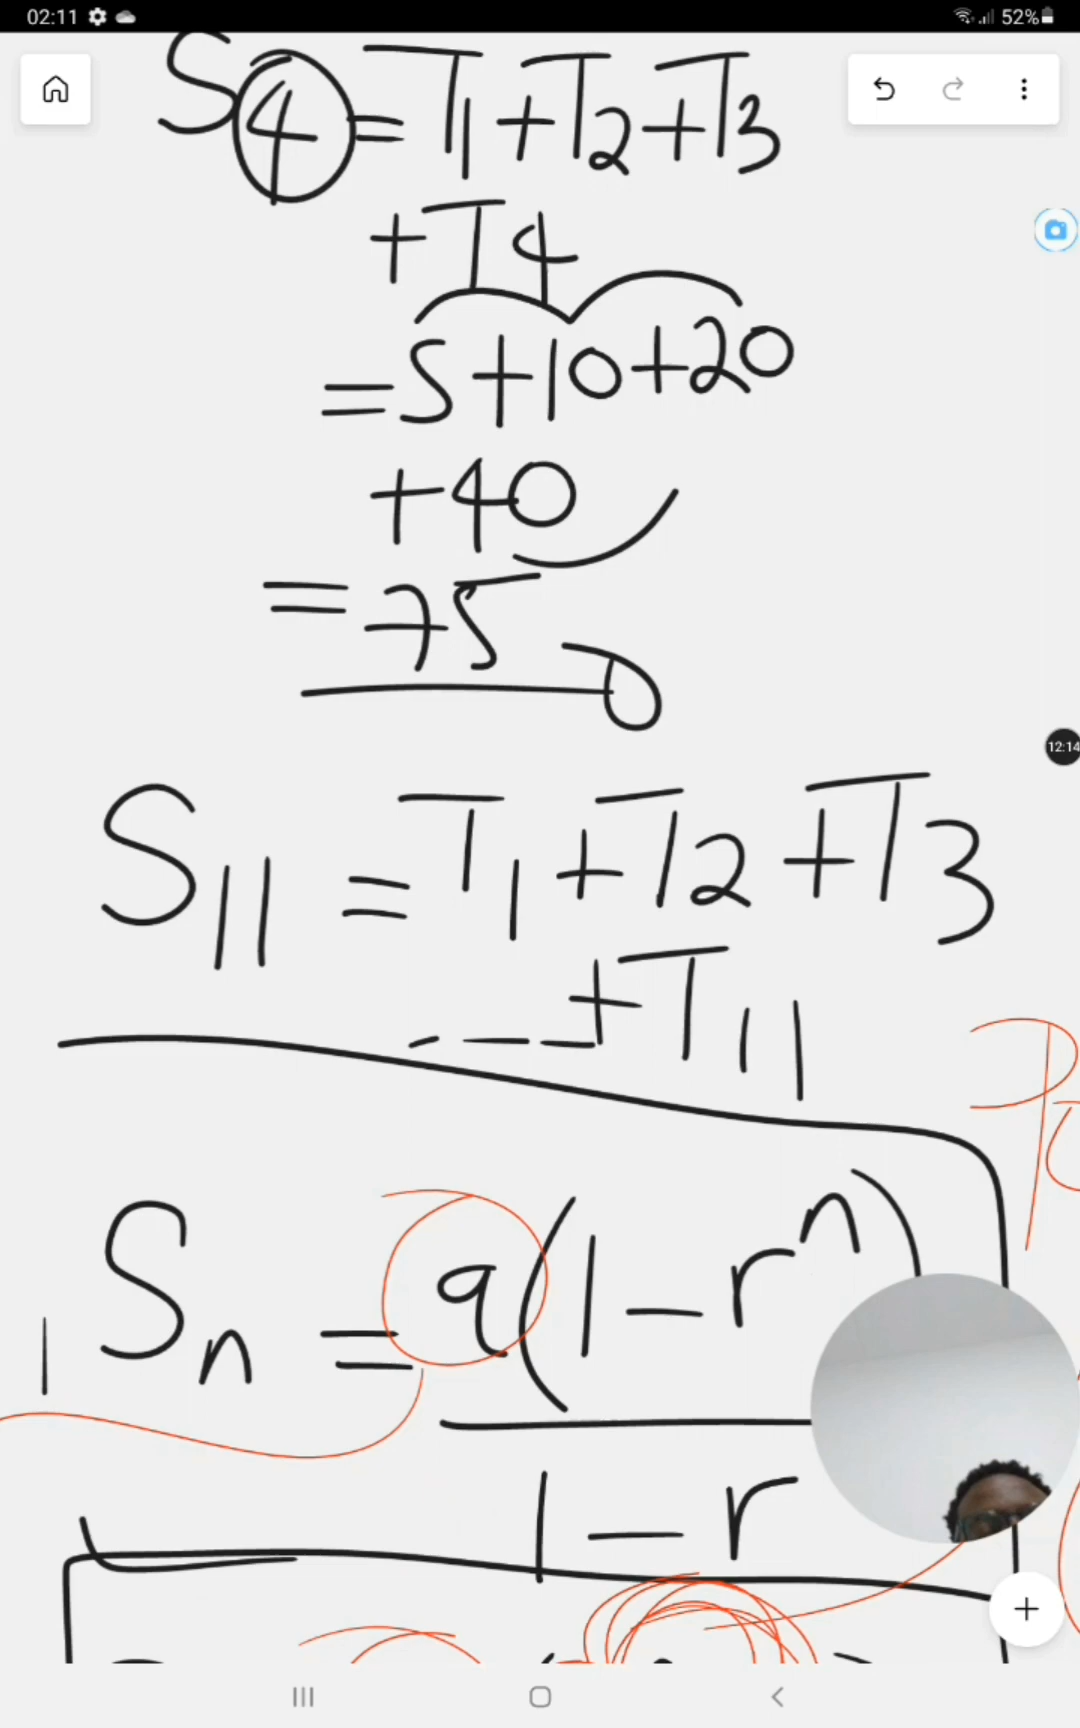 02:11 52%
S4 = T1 + T2 + T3
+ T4
= 5 + 10 + 20
+ 40
= 75
12:14
S11 = T1 + T2 + T3
--- + T11
Sn = a(1 - r^n)
1 - r